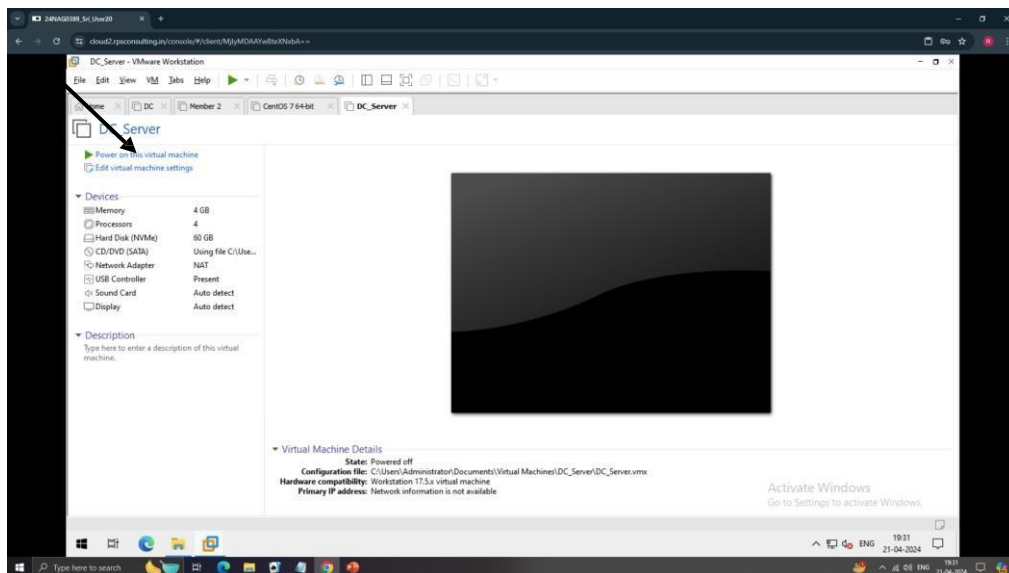 24NAG0389_Srl_User20
cloud2.rpsconsulting.in/console/#/client/MjIyMDAAYwBteXNxbA==
DC_Server - VMware Workstation
File Edit View VM Tabs Help
Home DC Member 2 CentOS 7 64-bit DC_Server
DC_Server
Power on this virtual machine
Edit virtual machine settings
Devices
Memory 4 GB
Processors 4
Hard Disk (NVMe) 60 GB
CD/DVD (SATA) Using file C:\Use...
Network Adapter NAT
USB Controller Present
Sound Card Auto detect
Display Auto detect
Description
Type here to enter a description of this virtual
machine.
Virtual Machine Details
State: Powered off
Configuration file: C:\Users\Administrator\Documents\Virtual Machines\DC_Server\DC_Server.vmx
Hardware compatibility: Workstation 17.5.x virtual machine
Primary IP address: Network information is not available
Activate Windows
Go to Settings to activate Windows.
ENG 19:31
21-04-2024
Type here to search
ENG 19:31
21-04-2024